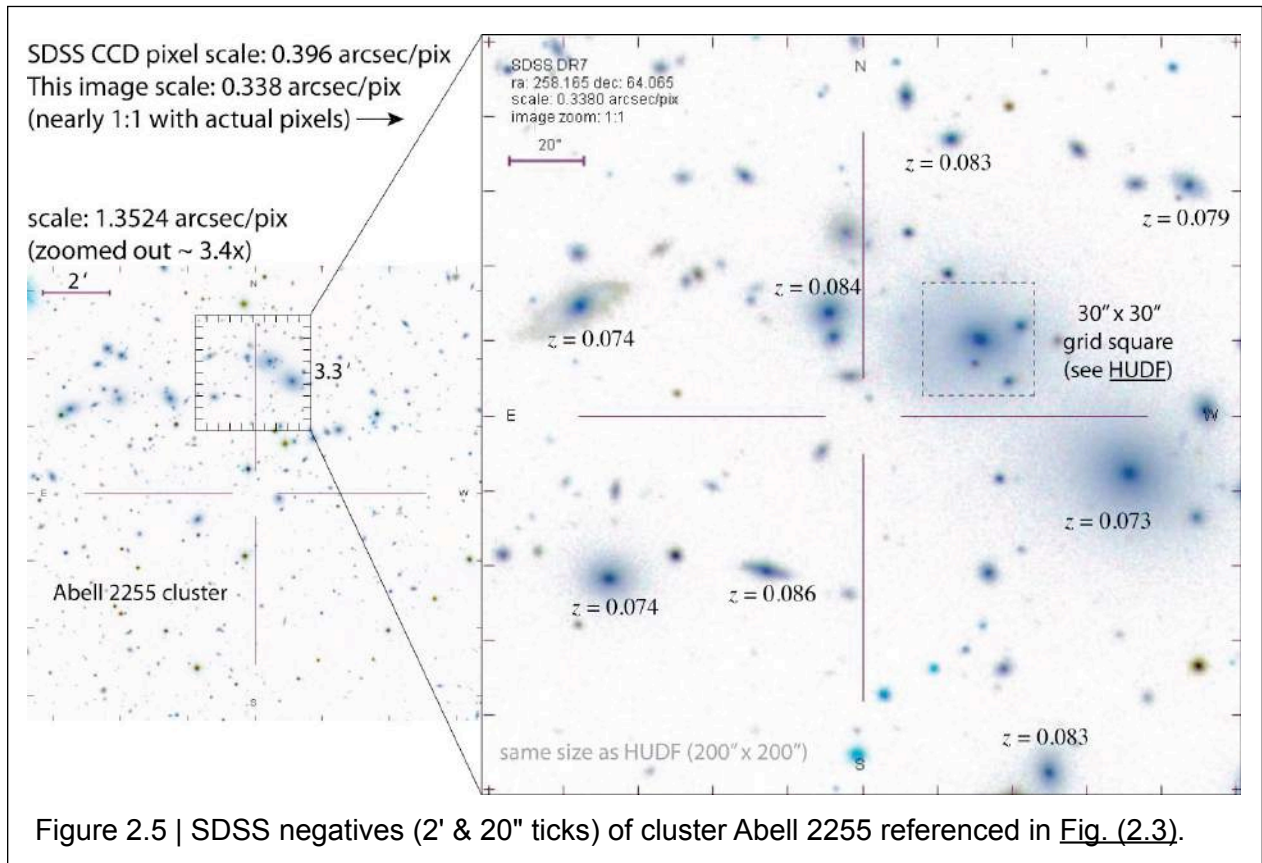 SDSS CCD pixel scale: 0.396 arcsec/pix
This image scale: 0.338 arcsec/pix
(nearly 1:1 with actual pixels) →
scale: 1.3524 arcsec/pix
(zoomed out ~ 3.4x)
2'
N
3.3'
E
W
Abell 2255 cluster
S
SDSS DR7
ra: 258.165 dec: 64.065
scale: 0.3380 arcsec/pix
image zoom: 1:1
20"
N
z = 0.083
z = 0.079
z = 0.084
z = 0.074
30" x 30"
grid square
(see HUDF)
E
W
z = 0.073
z = 0.074
z = 0.086
z = 0.083
same size as HUDF (200" x 200")
S
Figure 2.5 | SDSS negatives (2' & 20" ticks) of cluster Abell 2255 referenced in Fig. (2.3).